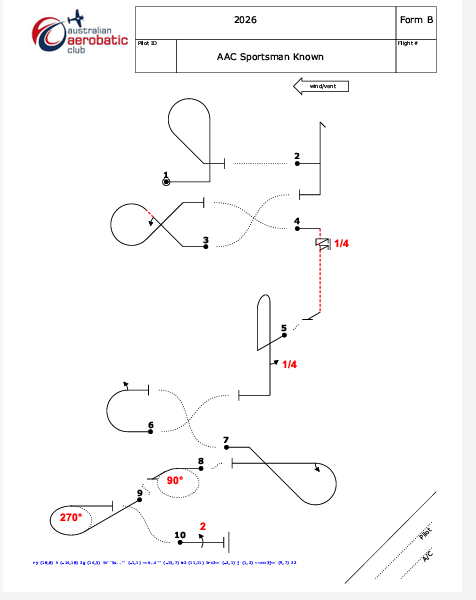 australian
aerobatic
club
2026
Form B
Pilot ID
Flight #
AAC Sportsman Known
wind/vent
1
2
3
4
1/4
5
1/4
6
7
8
90°
9
270°
10
2
Pilot
A/C